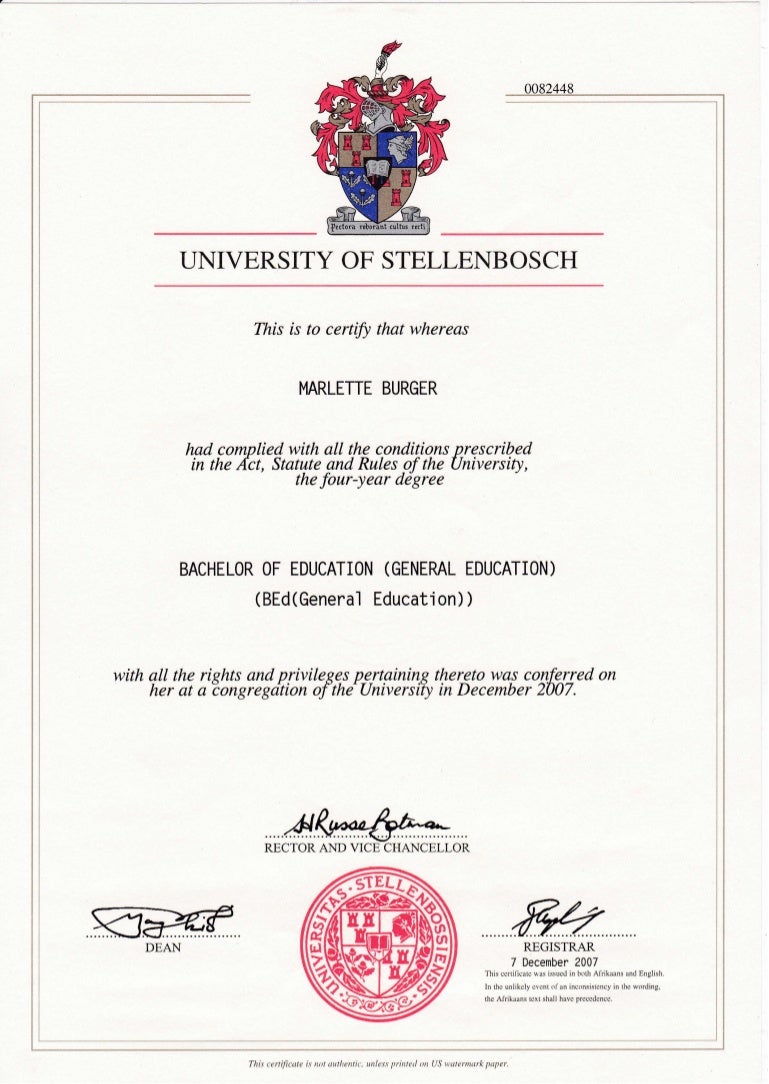 0082448
Pectora roborant cultus recti
UNIVERSITY OF STELLENBOSCH
This is to certify that whereas
MARLETTE BURGER
had complied with all the conditions prescribed
in the Act, Statute and Rules of the University,
the four-year degree
BACHELOR OF EDUCATION (GENERAL EDUCATION)
(BEd(General Education))
with all the rights and privileges pertaining thereto was conferred on
her at a congregation of the University in December 2007.
H Russel Botman
RECTOR AND VICE CHANCELLOR
UNIVERSITAS · STELLENBOSSIENSIS
DEAN
REGISTRAR
7 December 2007
This certificate was issued in both Afrikaans and English.
In the unlikely event of an inconsistency in the wording,
the Afrikaans text shall have precedence.
This certificate is not authentic, unless printed on US watermark paper.